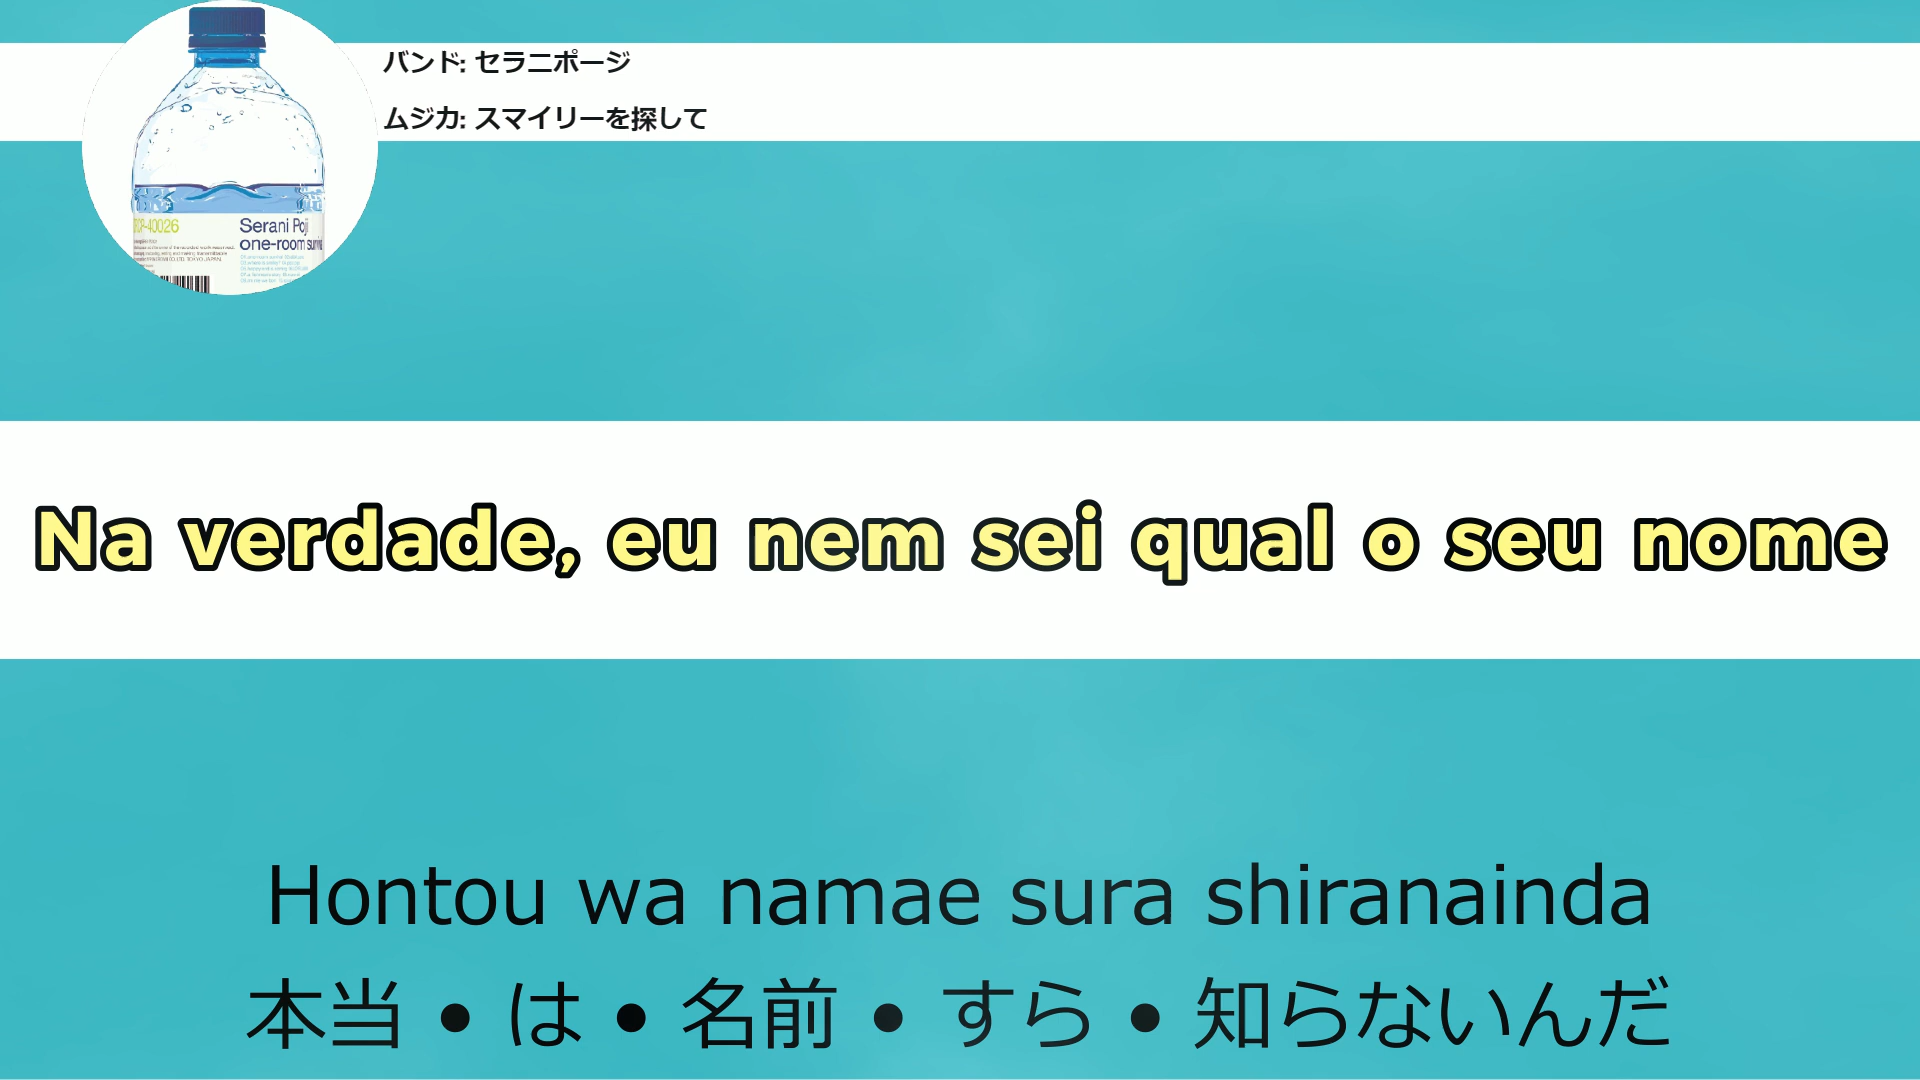 バンド: セラニポージ
ムジカ: スマイリーを探して
Serani Poji
one-room
Na verdade, eu nem sei qual o seu nome
Hontou wa namae sura shiranainda
本当 • は • 名前 • すら • 知らないんだ